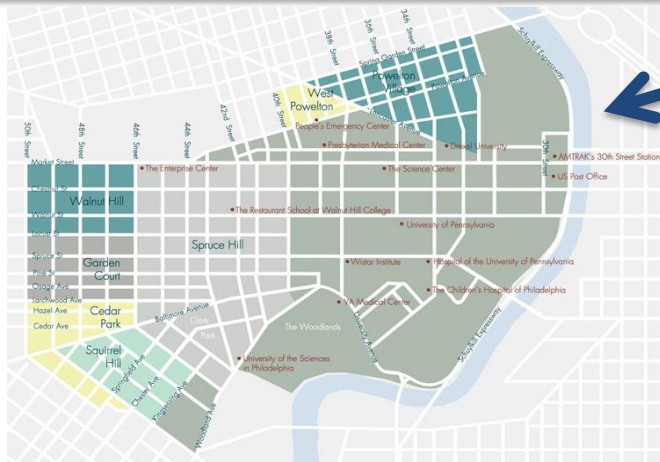 38th Street
36th Street
34th Street
Spring Garden Street
Schuylkill Expressway
Powelton
Village
Powelton Avenue
West
Powelton
Lancaster Avenue
40th Street
42nd Street
People's Emergency Center
50th Street
48th Street
46th Street
44th Street
Presbyterian Medical Center
Drexel University
30th Street
AMTRAK's 30th Street Station
Market Street
The Enterprise Center
The Science Center
US Post Office
Chestnut St
Walnut Hill
Walnut St
The Restaurant School at Walnut Hill College
University of Pennsylvania
Locust St
Spruce Hill
Spruce St
Garden
Court
Wistar Institute
Hospital of the University of Pennsylvania
Pine St
Osage Ave
The Children's Hospital of Philadelphia
Larchwood Ave
Hazel Ave
Cedar
Park
Baltimore Avenue
VA Medical Center
Cedar Ave
Clark
Park
The Woodlands
University Avenue
Schuylkill Expressway
Squirrel
Hill
Springfield Ave
Chester Ave
Kingsessing Ave
Woodland Ave
University of the Sciences
in Philadelphia